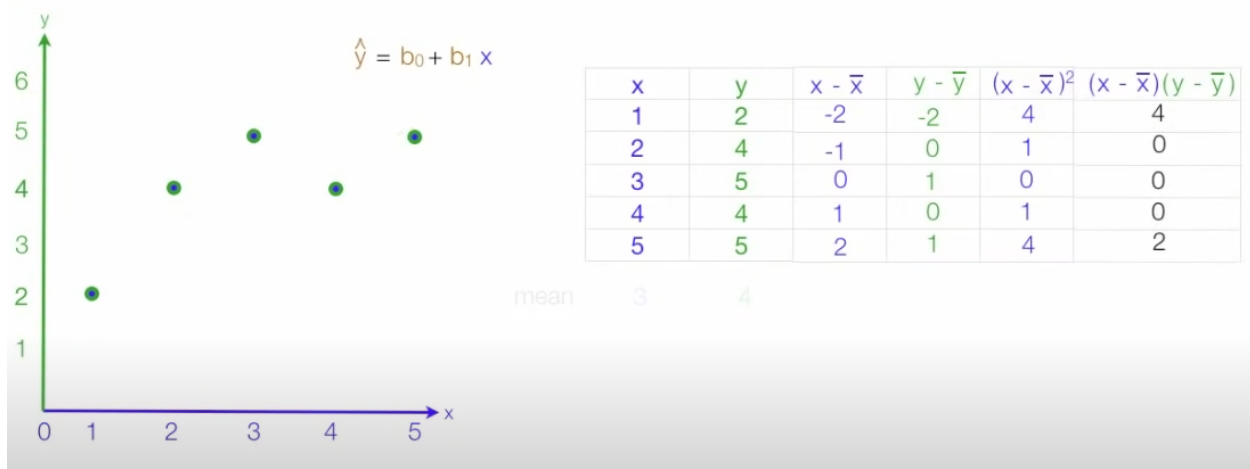 y
ŷ = b₀ + b₁ x
6
5
4
3
2
1
0 1 2 3 4 5 x
x y x - x̅ y - y̅ (x - x̅)² (x - x̅)(y - y̅)
1 2 -2 -2 4 4
2 4 -1 0 1 0
3 5 0 1 0 0
4 4 1 0 1 0
5 5 2 1 4 2
mean 3 4